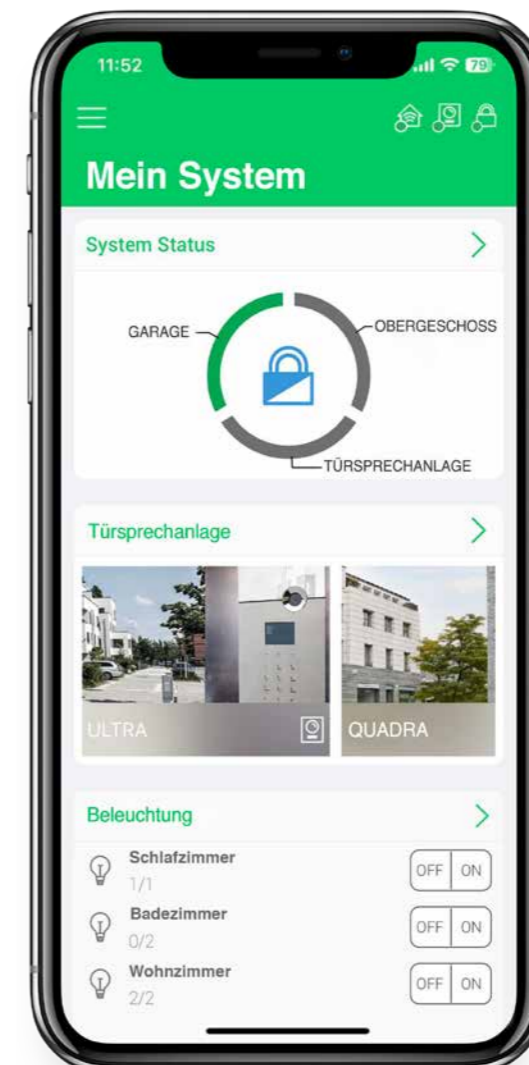 11:52
79
Mein System
System Status
GARAGE
OBERGESCHOSS
TÜRSPRECHANLAGE
Türsprechanlage
ULTRA
QUADRA
Beleuchtung
Schlafzimmer
1/1
OFF ON
Badezimmer
0/2
OFF ON
Wohnzimmer
2/2
OFF ON